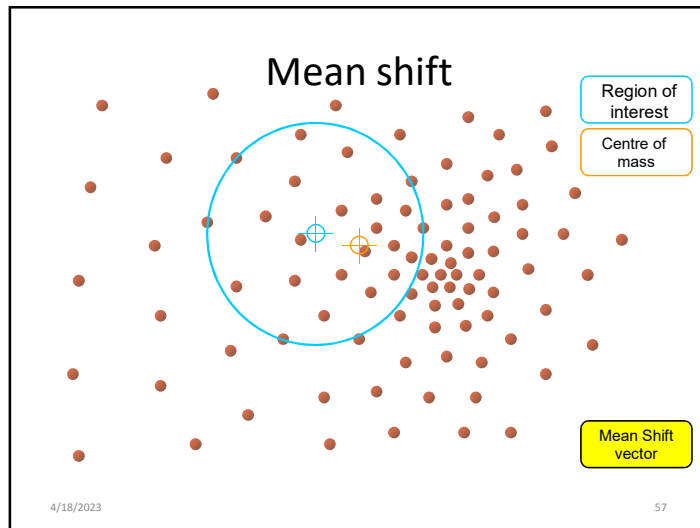 Mean shift
Region of
interest
Centre of
mass
Mean Shift
vector
4/18/2023
57